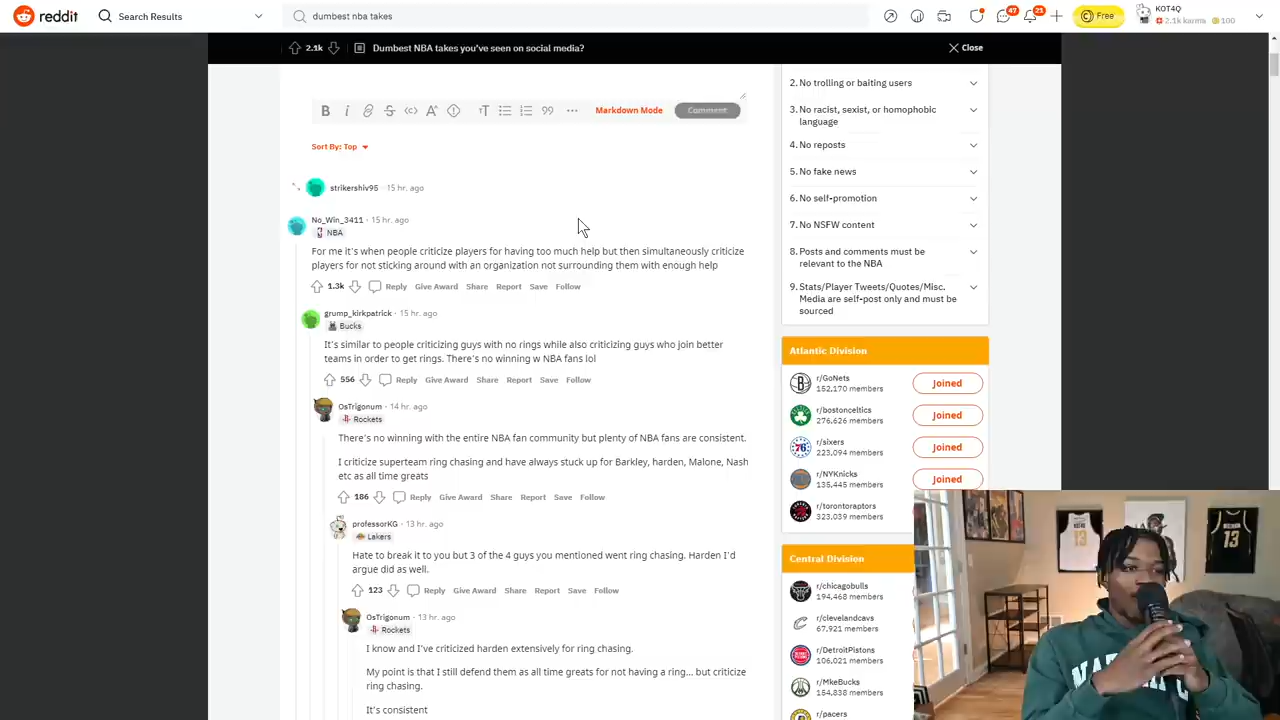 reddit
Search Results
dumbest nba takes
47
21
Free
KOT4Q
2.1k karma
100
2.1k
Dumbest NBA takes you've seen on social media?
Close
Markdown Mode
Comment
Sort By: Top
strikershiv95 · 15 hr. ago
No_Win_3411 · 15 hr. ago
NBA
For me it's when people criticize players for having too much help but then simultaneously criticize
players for not sticking around with an organization not surrounding them with enough help
1.3k
Reply Give Award Share Report Save Follow
grump_kirkpatrick · 15 hr. ago
Bucks
It's similar to people criticizing guys with no rings while also criticizing guys who join better
teams in order to get rings. There's no winning w NBA fans lol
556
Reply Give Award Share Report Save Follow
OsTrigonum · 14 hr. ago
Rockets
There's no winning with the entire NBA fan community but plenty of NBA fans are consistent.
I criticize superteam ring chasing and have always stuck up for Barkley, harden, Malone, Nash
etc as all time greats
186
Reply Give Award Share Report Save Follow
professorKG · 13 hr. ago
Lakers
Hate to break it to you but 3 of the 4 guys you mentioned went ring chasing. Harden I'd
argue did as well.
123
Reply Give Award Share Report Save Follow
OsTrigonum · 13 hr. ago
Rockets
I know and I've criticized harden extensively for ring chasing.
My point is that I still defend them as all time greats for not having a ring... but criticize
ring chasing.
It's consistent
2. No trolling or baiting users
3. No racist, sexist, or homophobic
language
4. No reposts
5. No fake news
6. No self-promotion
7. No NSFW content
8. Posts and comments must be
relevant to the NBA
9. Stats/Player Tweets/Quotes/Misc.
Media are self-post only and must be
sourced
Atlantic Division
r/GoNets
152,170 members
Joined
r/bostonceltics
276,626 members
Joined
r/sixers
223,094 members
Joined
r/NYKnicks
135,445 members
Joined
r/torontoraptors
323,039 members
Central Division
r/chicagobulls
194,468 members
r/clevelandcavs
67,921 members
r/DetroitPistons
106,021 members
r/MkeBucks
154,838 members
r/pacers
13
13